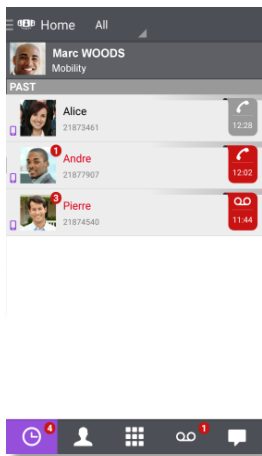 Home All
Marc WOODS
Mobility
PAST
Alice
21873461
12:28
1
Andre
21877907
12:02
3
Pierre
21874540
11:44
4
1